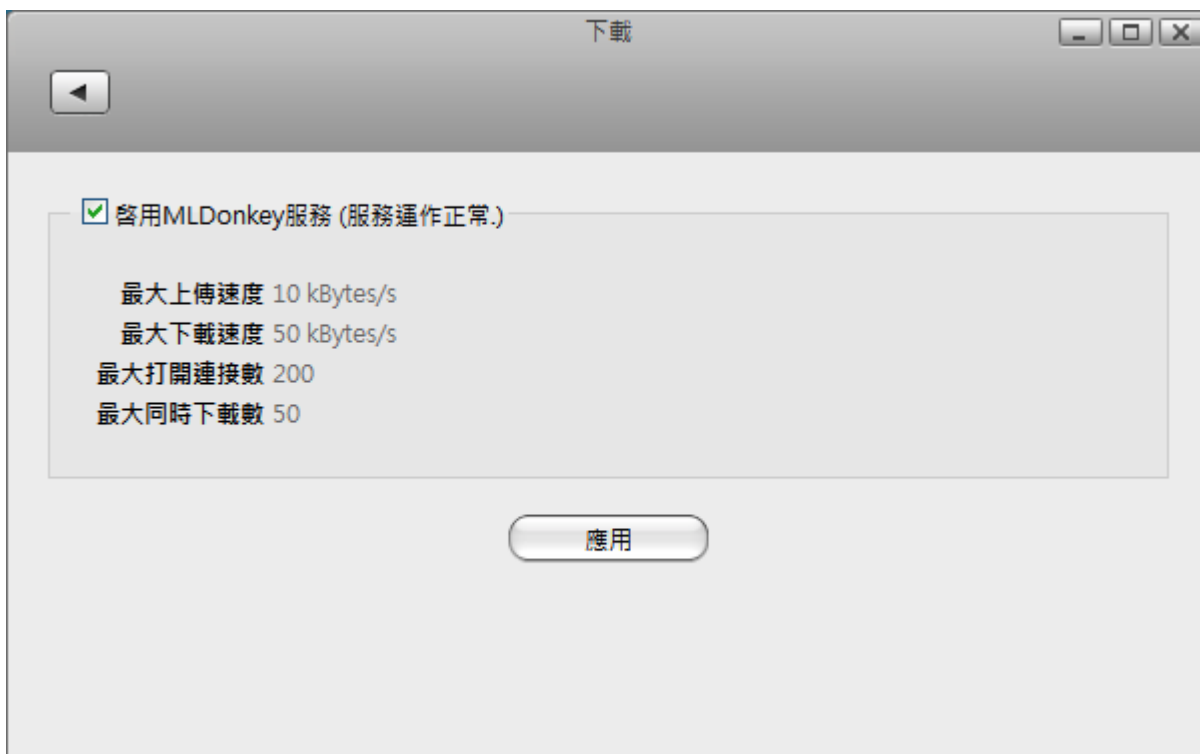 下載
啓用MLDonkey服務 (服務運作正常.)
最大上傳速度 10 kBytes/s
最大下載速度 50 kBytes/s
最大打開連接數 200
最大同時下載數 50
應用